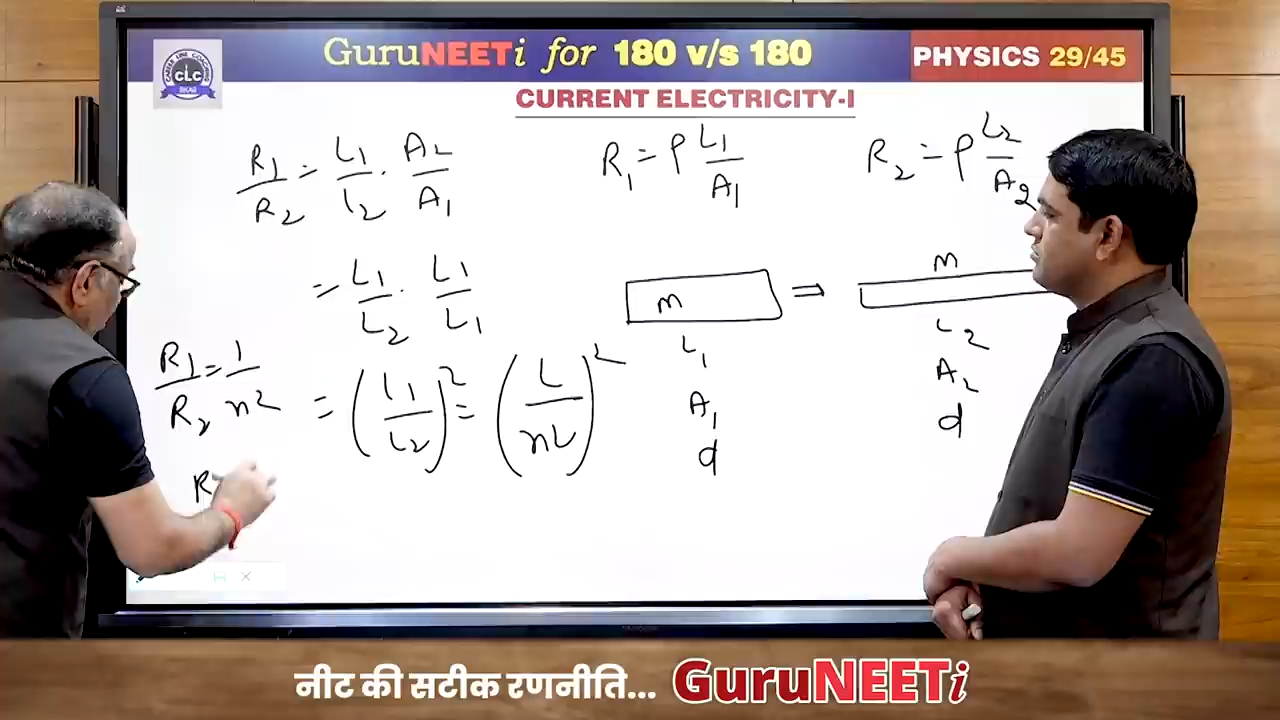 GuruNEETi for 180 v/s 180
PHYSICS 29/45
CLC
SIKAR
CURRENT ELECTRICITY-I
R₁/R₂ = L₁/L₂ · A₂/A₁
R₁ = ρ L₁/A₁
R₂ = ρ L₂/A₂
= L₁/L₂ · L₁/L₁
m ⇒ m
L₁
A₁
d
L₂
A₂
d
R₁/R₂ = 1/n²
= (L₁/L₂)² = (L/nL)²
R
नीट की सटीक रणनीति... GuruNEETi